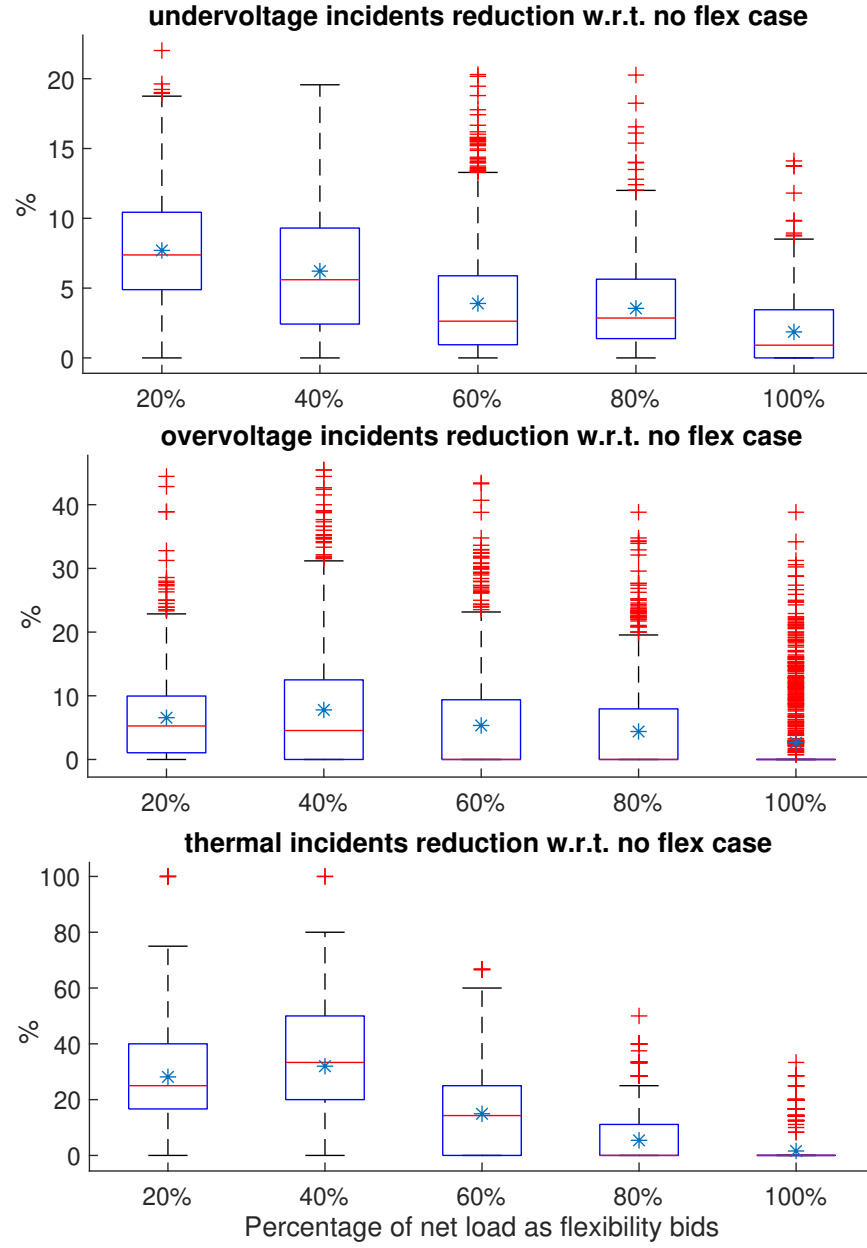 undervoltage incidents reduction w.r.t. no flex case
20
15
%
10
5
0
20% 40% 60% 80% 100%
overvoltage incidents reduction w.r.t. no flex case
40
30
%
20
10
0
20% 40% 60% 80% 100%
thermal incidents reduction w.r.t. no flex case
100
80
60
%
40
20
0
20% 40% 60% 80% 100%
Percentage of net load as flexibility bids